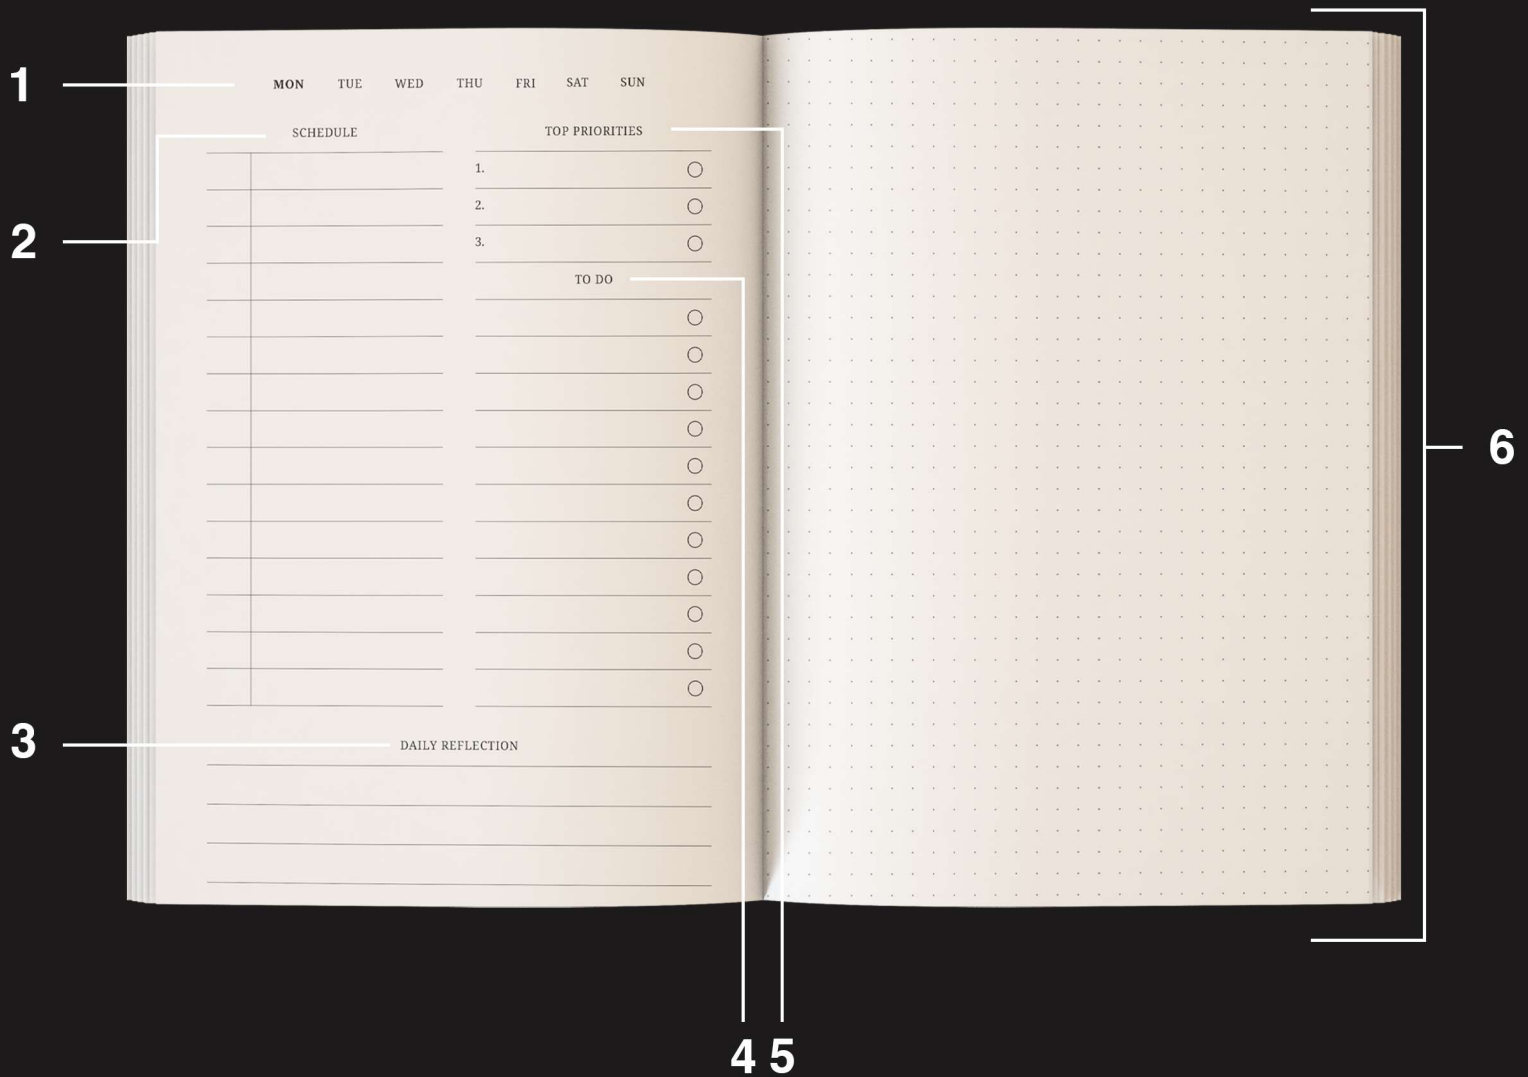 1
MON TUE WED THU FRI SAT SUN
SCHEDULE
TOP PRIORITIES
1.
2.
3.
2
TO DO
6
3
DAILY REFLECTION
4 5